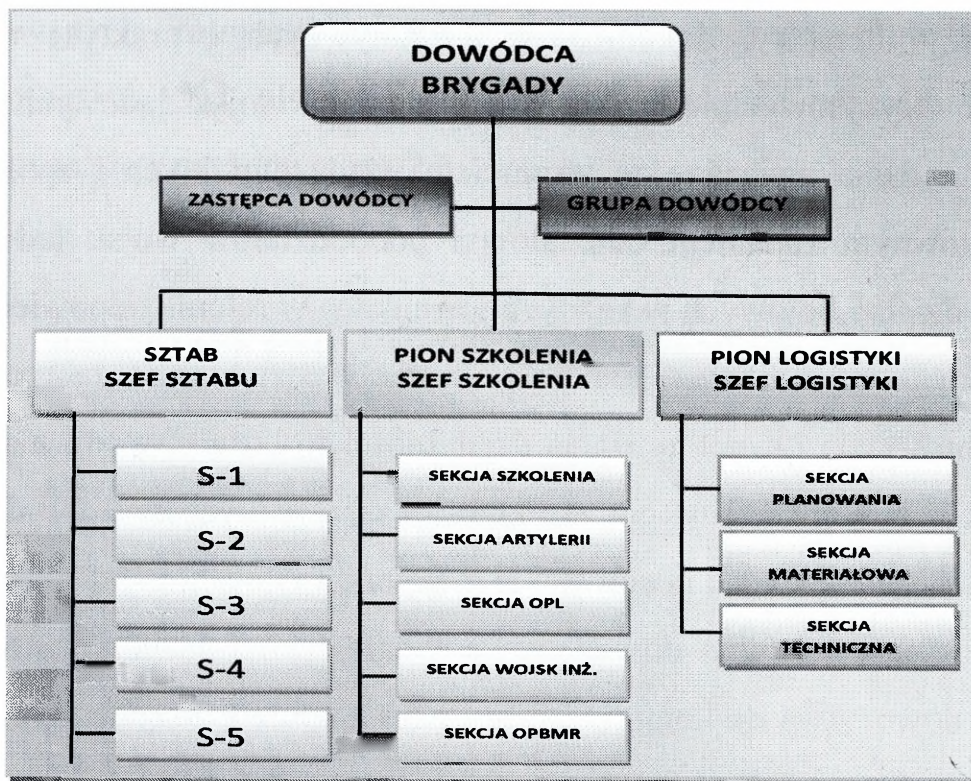 DOWÓDCA
BRYGADY
ZASTĘPCA DOWÓDCY
GRUPA DOWÓDCY
SZTAB
SZEF SZTABU
PION SZKOLENIA
SZEF SZKOLENIA
PION LOGISTYKI
SZEF LOGISTYKI
S-1
S-2
S-3
S-4
S-5
SEKCJA SZKOLENIA
SEKCJA ARTYLERII
SEKCJA OPL
SEKCJA WOJSK INŻ.
SEKCJA OPBMR
SEKCJA
PLANOWANIA
SEKCJA
MATERIAŁOWA
SEKCJA
TECHNICZNA